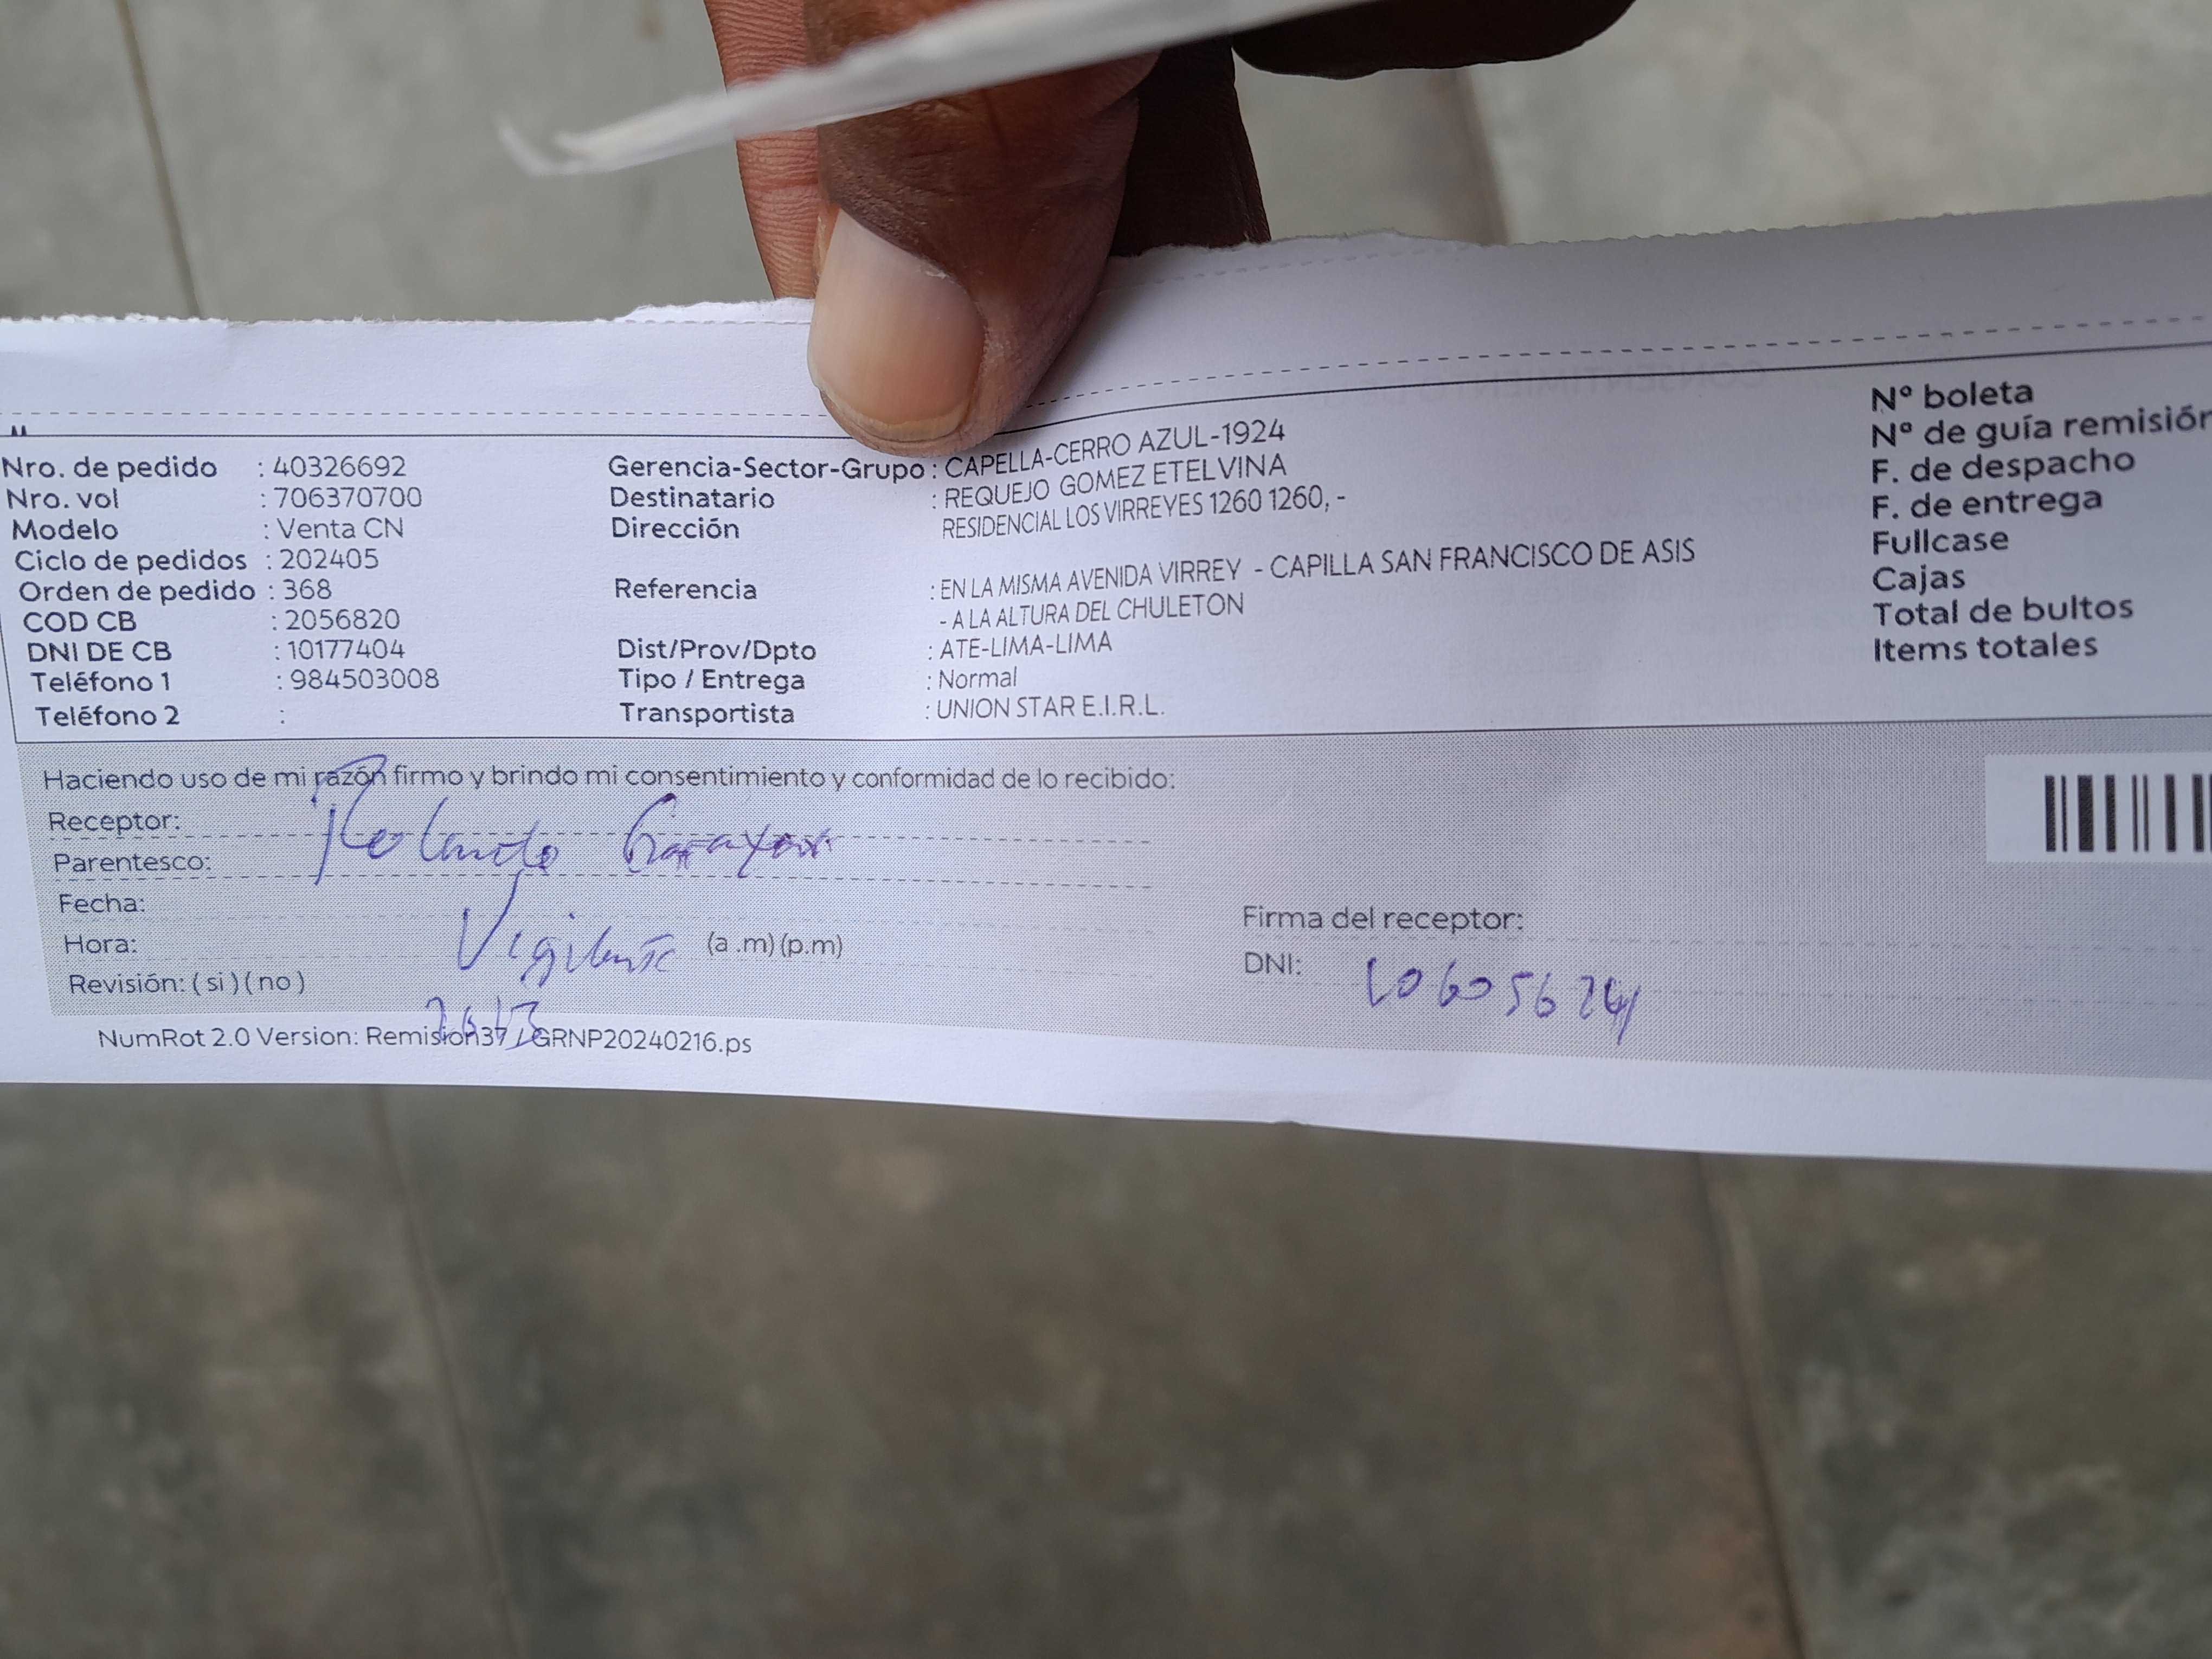 Nro. de pedido : 40326692
Nro. vol : 706370700
Modelo : Venta CN
Ciclo de pedidos : 202405
Orden de pedido : 368
COD CB : 2056820
DNI DE CB : 10177404
Teléfono 1 : 984503008
Teléfono 2 :
Gerencia-Sector-Grupo : CAPELLA-CERRO AZUL-1924
Destinatario : REQUEJO GOMEZ ETELVINA
Dirección RESIDENCIAL LOS VIRREYES 1260 1260, -
Referencia : EN LA MISMA AVENIDA VIRREY - CAPILLA SAN FRANCISCO DE ASIS
- A LA ALTURA DEL CHULETON
Dist/Prov/Dpto : ATE-LIMA-LIMA
Tipo / Entrega : Normal
Transportista : UNION STAR E.I.R.L.
Nº boleta
Nº de guía remisión
F. de despacho
F. de entrega
Fullcase
Cajas
Total de bultos
Items totales
Haciendo uso de mi razón firmo y brindo mi consentimiento y conformidad de lo recibido:
Receptor: Rolando
Parentesco:
Fecha:
Vigilante
Hora: (a .m) (p.m)
Revisión: ( si ) ( no )
Firma del receptor:
DNI:
NumRot 2.0 Version: Remision37 / GRNP20240216.ps